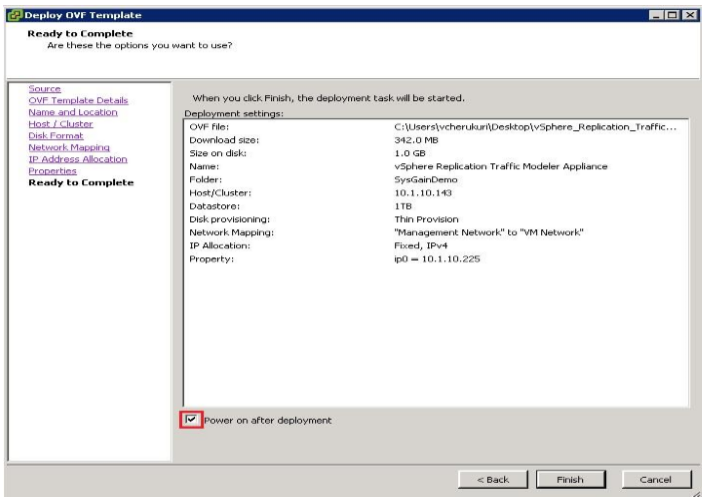 Deploy OVF Template
Ready to Complete
Are these the options you want to use?
Source
OVF Template Details
Name and Location
Host / Cluster
Disk Format
Network Mapping
IP Address Allocation
Properties
Ready to Complete
When you click Finish, the deployment task will be started.
Deployment settings:
OVF file: C:\Users\vcherukuri\Desktop\vSphere_Replication_Traffic...
Download size: 342.0 MB
Size on disk: 1.0 GB
Name: vSphere Replication Traffic Modeler Appliance
Folder: SysGainDemo
Host/Cluster: 10.1.10.143
Datastore: 1TB
Disk provisioning: Thin Provision
Network Mapping: "Management Network" to "VM Network"
IP Allocation: Fixed, IPv4
Property: ip0 = 10.1.10.225
Power on after deployment
< Back Finish Cancel